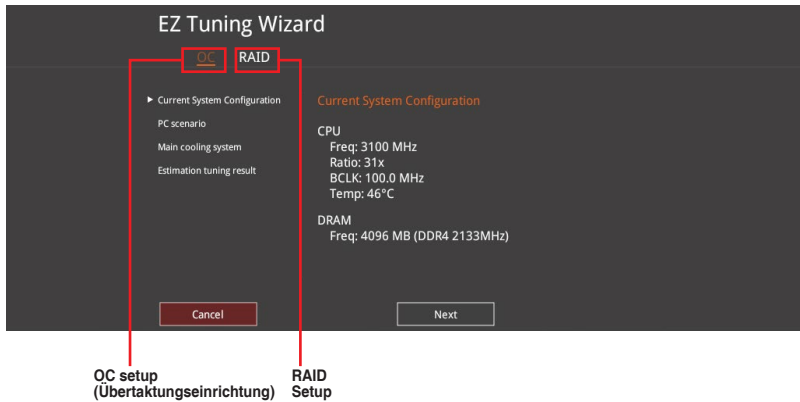 EZ Tuning Wizard
OC RAID
► Current System Configuration
PC scenario
Main cooling system
Estimation tuning result
Current System Configuration
CPU
Freq: 3100 MHz
Ratio: 31x
BCLK: 100.0 MHz
Temp: 46°C
DRAM
Freq: 4096 MB (DDR4 2133MHz)
Cancel
Next
OC setup
(Übertaktungseinrichtung)
RAID
Setup